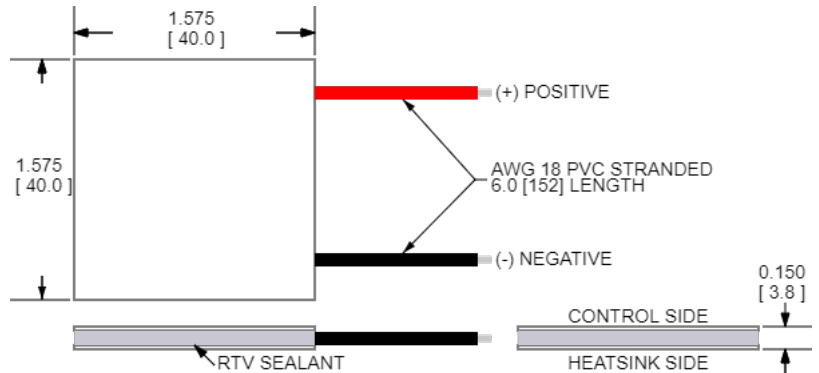 1.575
[ 40.0 ]
(+) POSITIVE
1.575
[ 40.0 ]
AWG 18 PVC STRANDED
6.0 [152] LENGTH
(-) NEGATIVE
0.150
[ 3.8 ]
CONTROL SIDE
RTV SEALANT
HEATSINK SIDE